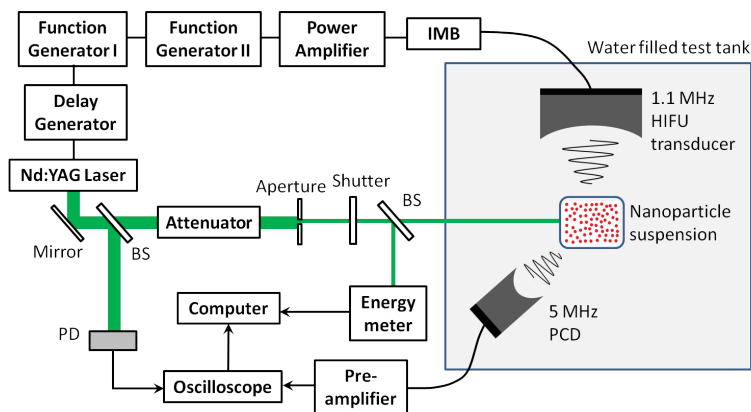 Function
Generator I
Function
Generator II
Power
Amplifier
IMB
Water filled test tank
Delay
Generator
1.1 MHz
HIFU
transducer
Nd:YAG Laser
Aperture
Shutter
BS
Attenuator
Mirror
BS
Nanoparticle
suspension
Computer
Energy
meter
5 MHz
PCD
PD
Oscilloscope
Pre-
amplifier